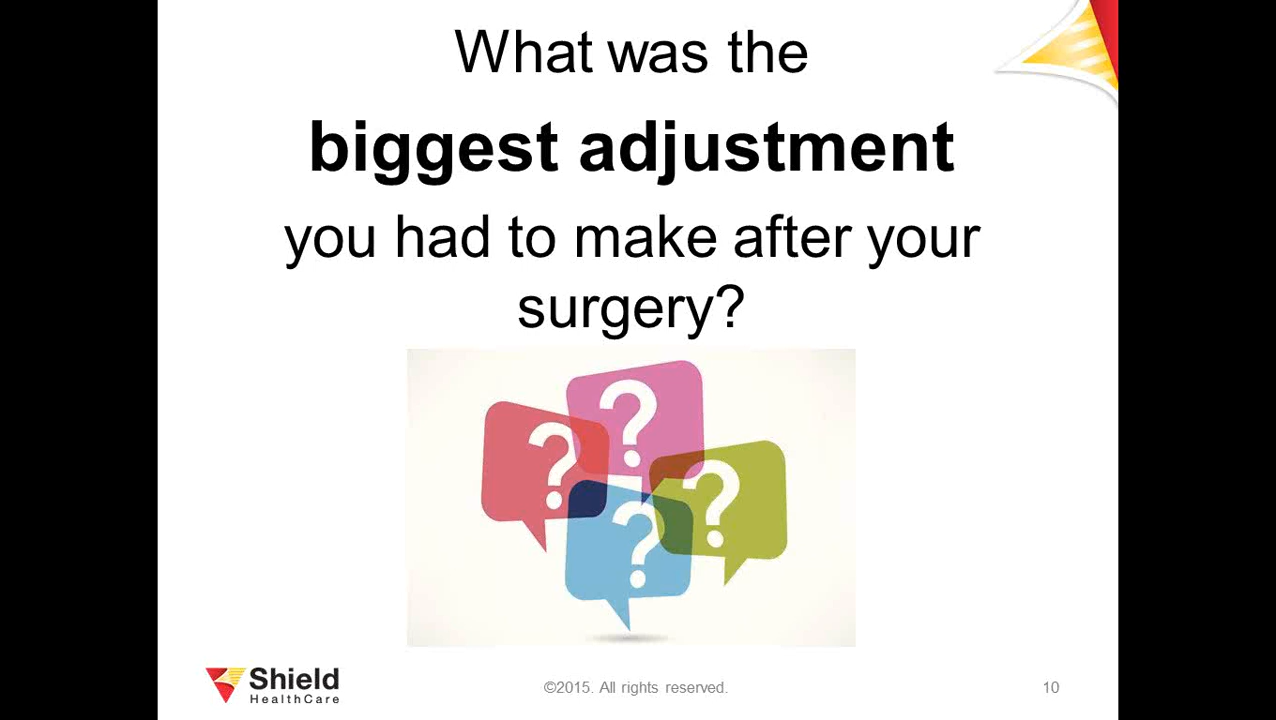 What was the
biggest adjustment
you had to make after your
surgery?
? ? ? ?
Shield
HealthCare
©2015. All rights reserved.
10